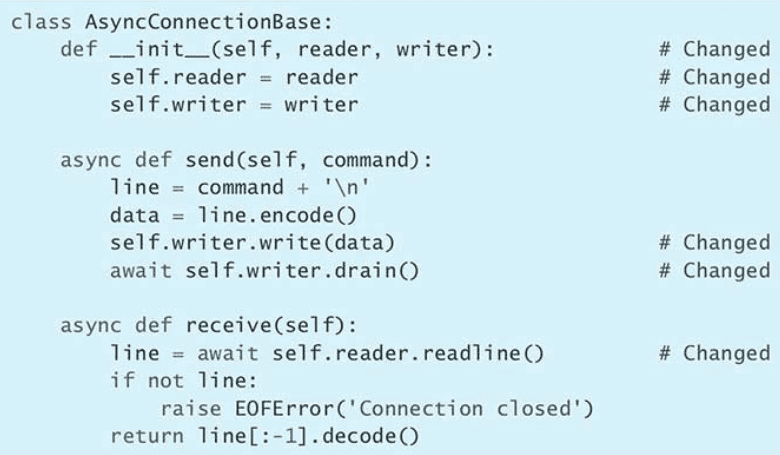 class AsyncConnectionBase:
    def __init__(self, reader, writer):             # Changed
        self.reader = reader                        # Changed
        self.writer = writer                        # Changed

    async def send(self, command):
        line = command + '\n'
        data = line.encode()
        self.writer.write(data)                     # Changed
        await self.writer.drain()                   # Changed

    async def receive(self):
        line = await self.reader.readline()         # Changed
        if not line:
            raise EOFError('Connection closed')
        return line[:-1].decode()